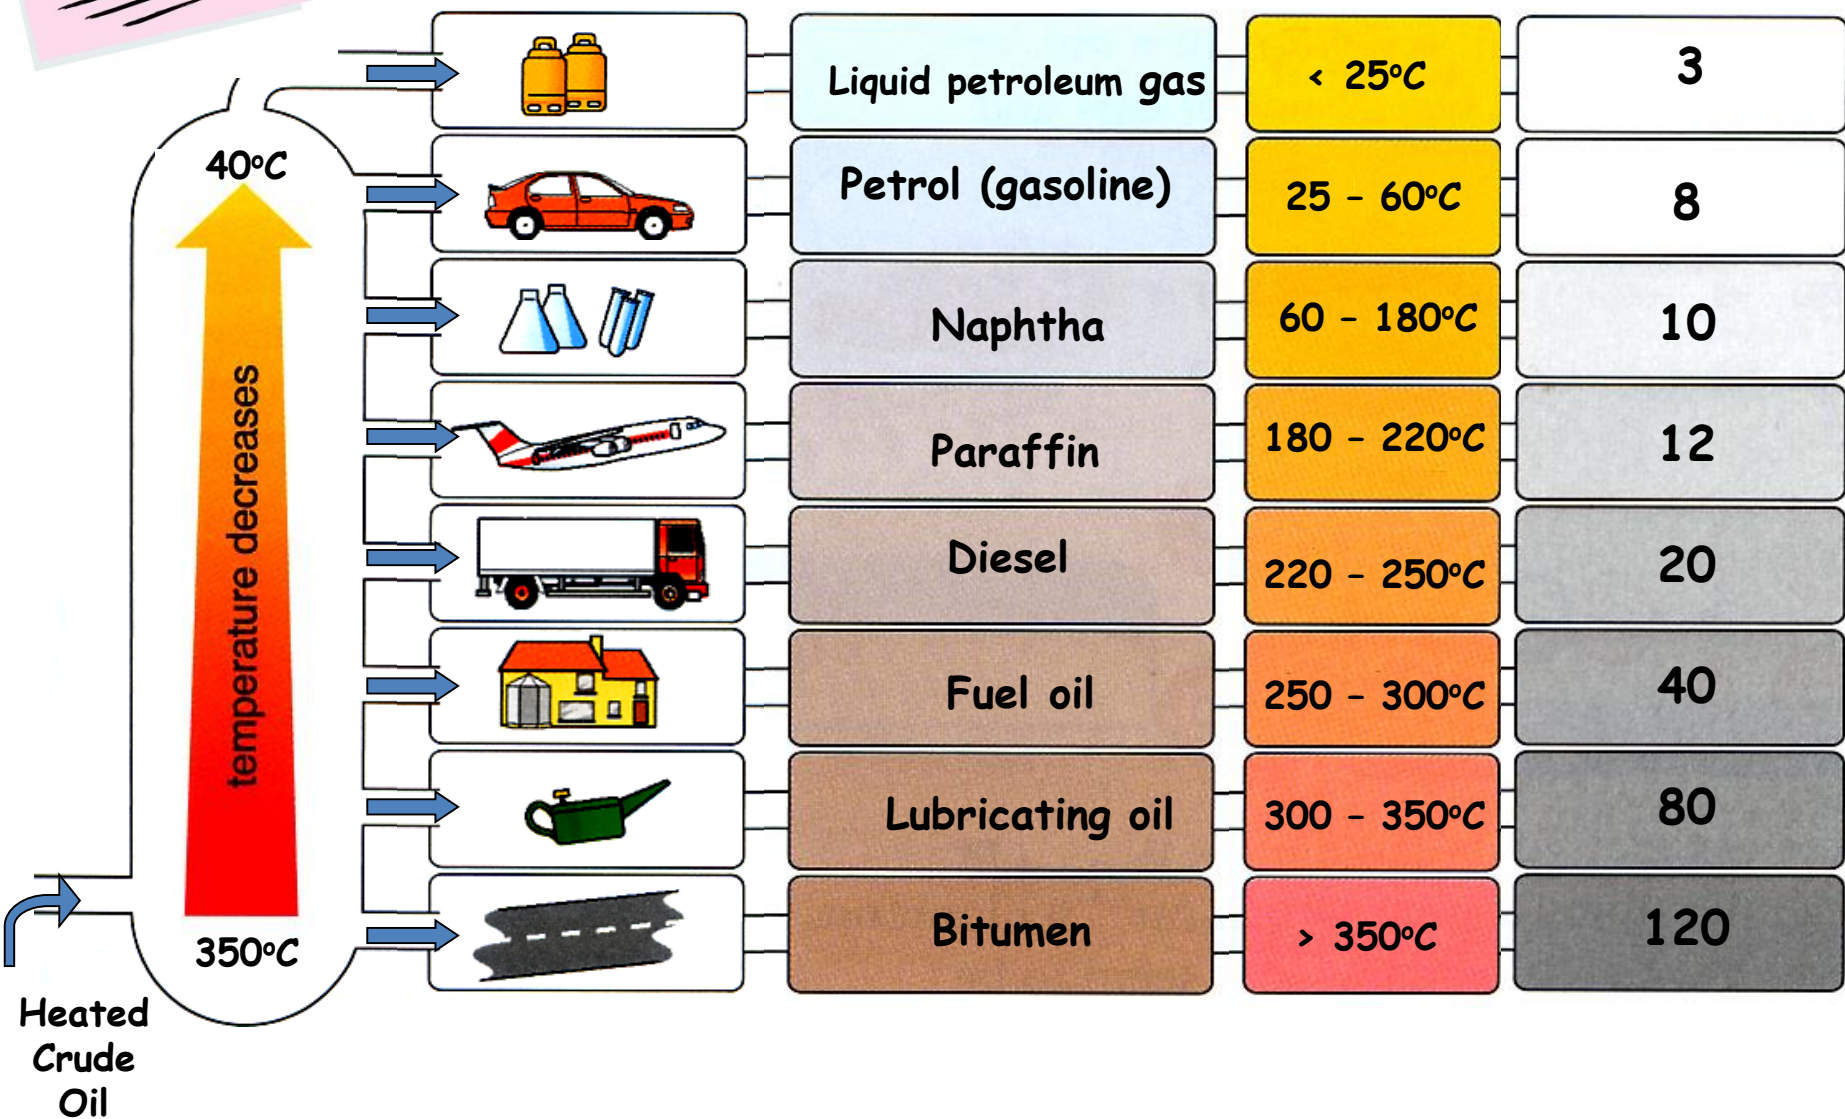 Liquid petroleum gas
< 25°C
3
40°C
Petrol (gasoline)
25 - 60°C
8
Naphtha
60 - 180°C
10
temperature decreases
Paraffin
180 - 220°C
12
Diesel
220 - 250°C
20
Fuel oil
250 - 300°C
40
Lubricating oil
300 - 350°C
80
350°C
Bitumen
> 350°C
120
Heated
Crude
Oil